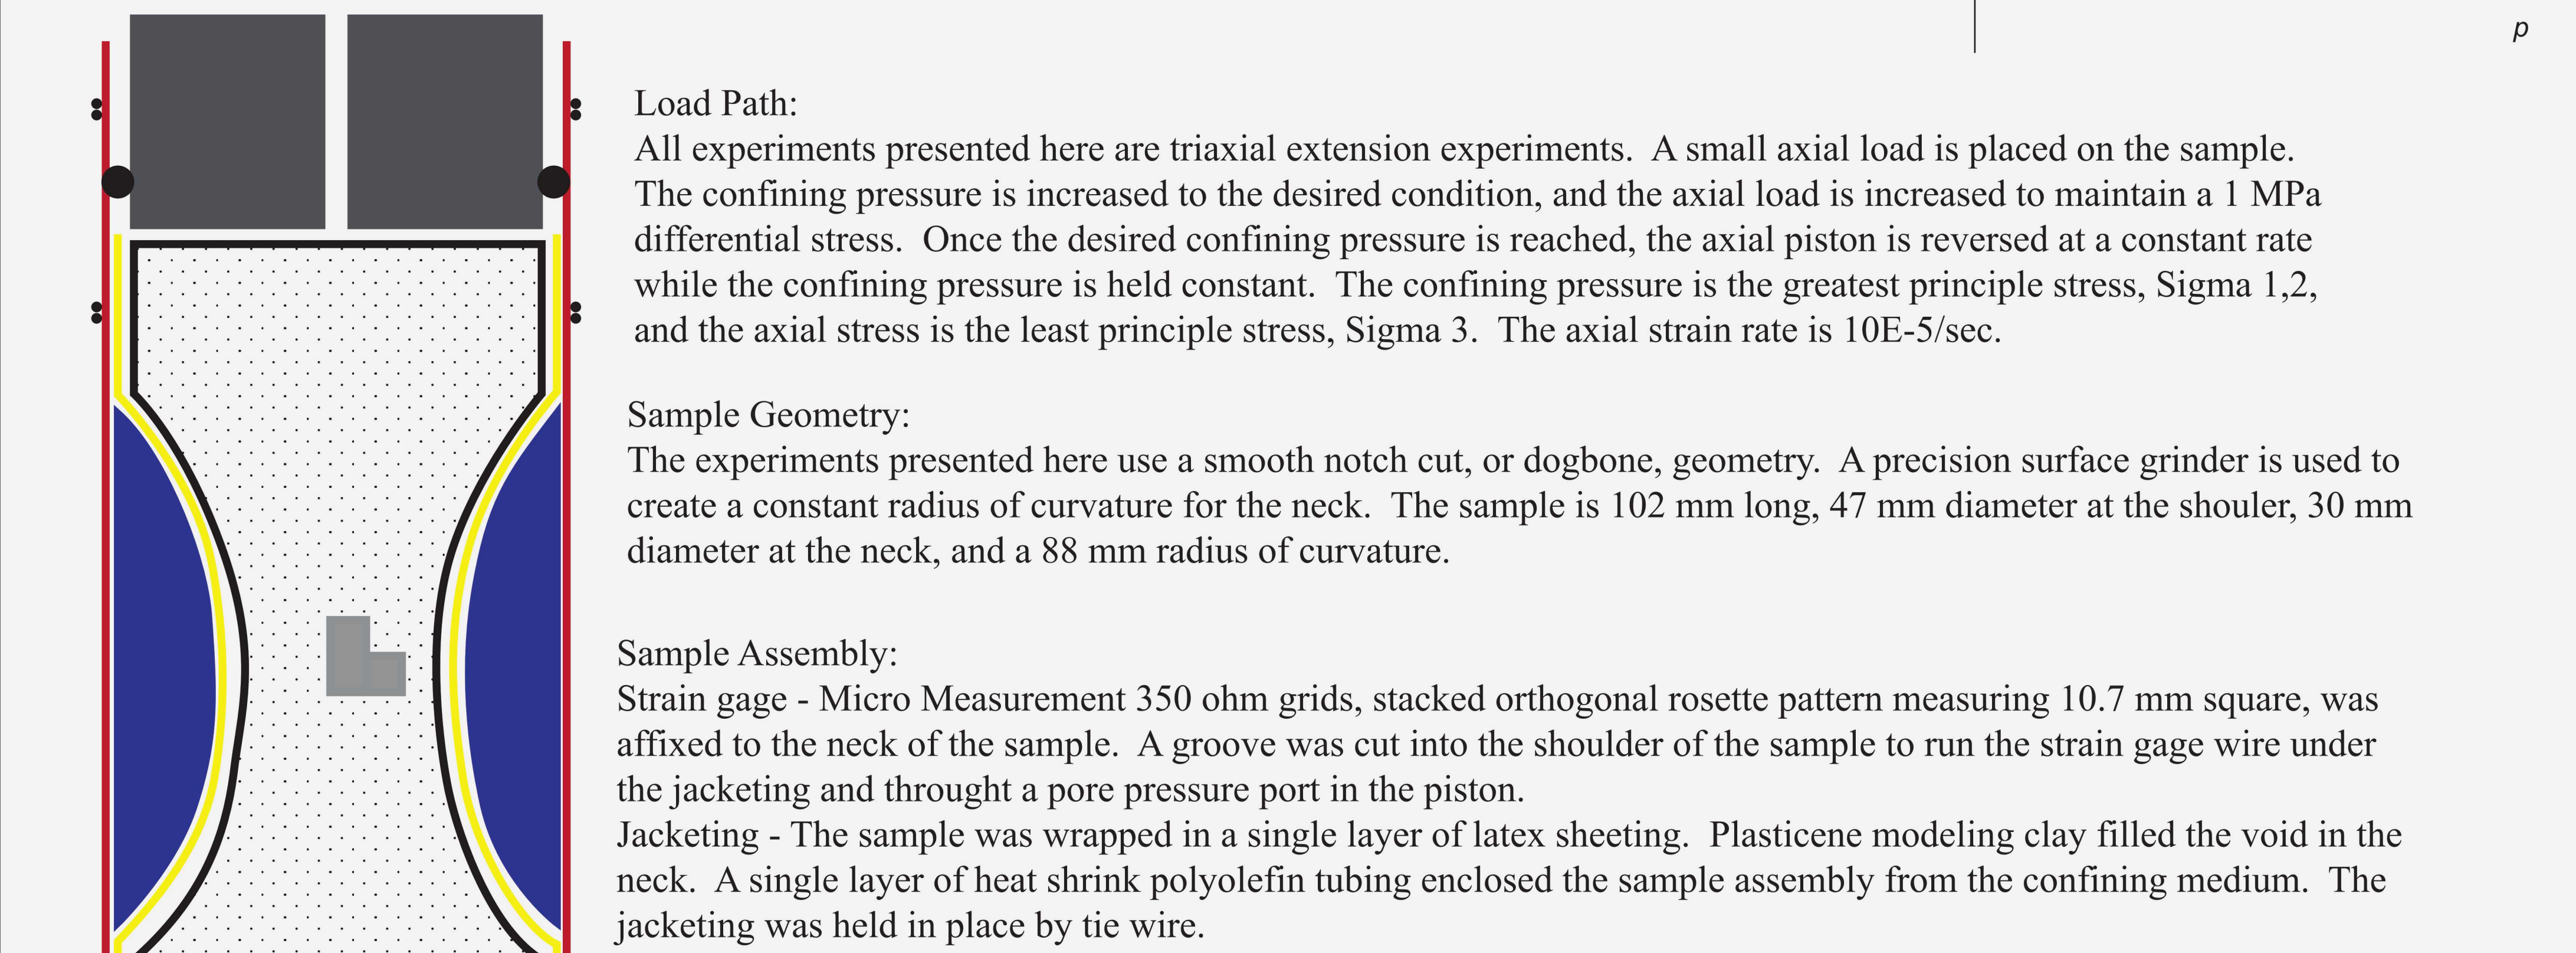 p
Load Path:
All experiments presented here are triaxial extension experiments.  A small axial load is placed on the sample.
The confining pressure is increased to the desired condition, and the axial load is increased to maintain a 1 MPa
differential stress.  Once the desired confining pressure is reached, the axial piston is reversed at a constant rate
while the confining pressure is held constant.  The confining pressure is the greatest principle stress, Sigma 1,2,
and the axial stress is the least principle stress, Sigma 3.  The axial strain rate is 10E-5/sec.
Sample Geometry:
The experiments presented here use a smooth notch cut, or dogbone, geometry.  A precision surface grinder is used to
create a constant radius of curvature for the neck.  The sample is 102 mm long, 47 mm diameter at the shouler, 30 mm
diameter at the neck, and a 88 mm radius of curvature.
Sample Assembly:
Strain gage - Micro Measurement 350 ohm grids, stacked orthogonal rosette pattern measuring 10.7 mm square, was
affixed to the neck of the sample.  A groove was cut into the shoulder of the sample to run the strain gage wire under
the jacketing and throught a pore pressure port in the piston.
Jacketing - The sample was wrapped in a single layer of latex sheeting.  Plasticene modeling clay filled the void in the
neck.  A single layer of heat shrink polyolefin tubing enclosed the sample assembly from the confining medium.  The
jacketing was held in place by tie wire.